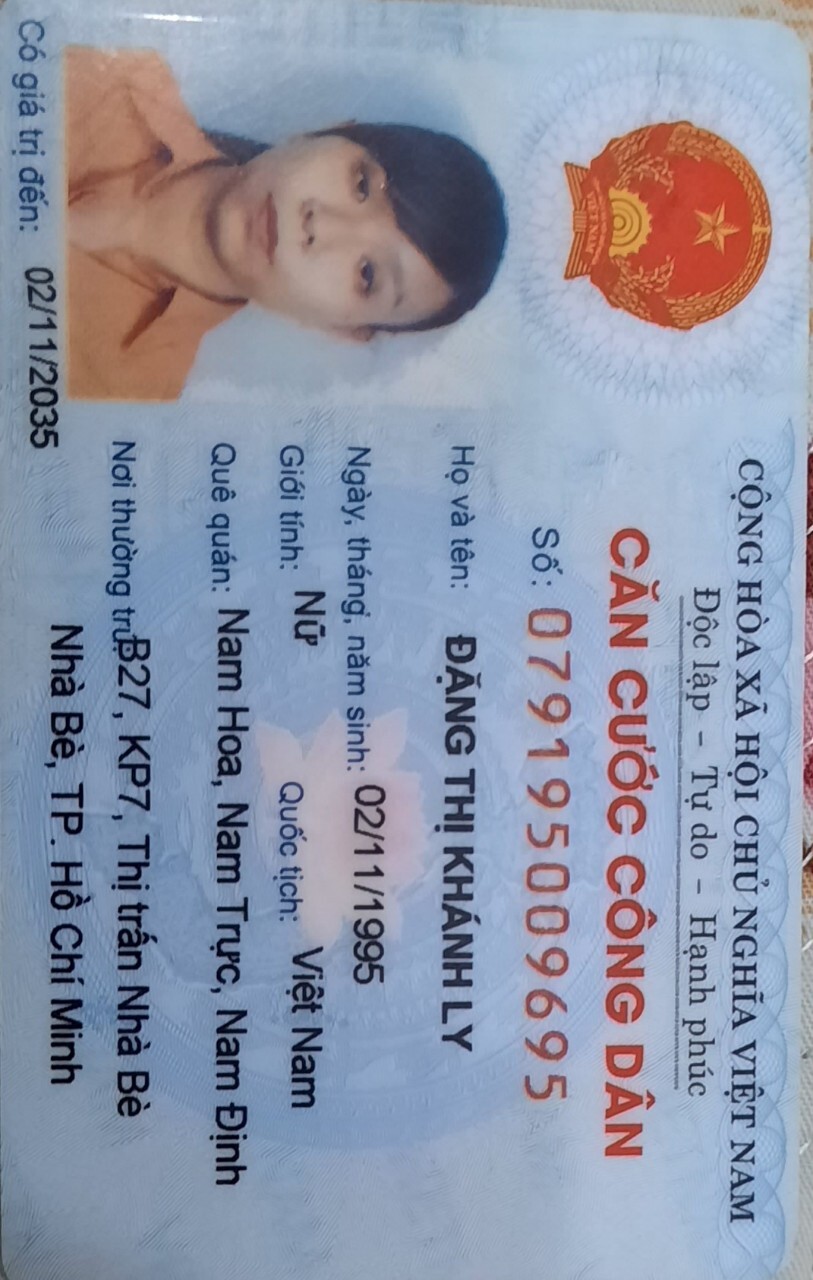 CỘNG HÒA XÃ HỘI CHỦ NGHĨA VIỆT NAM
Độc lập - Tự do - Hạnh phúc
CĂN CƯỚC CÔNG DÂN
Số: 079195009695
Họ và tên: ĐẶNG THỊ KHÁNH LY
Ngày, tháng, năm sinh: 02/11/1995
Giới tính: Nữ Quốc tịch: Việt Nam
Quê quán: Nam Hoa, Nam Trực, Nam Định
Nơi thường trú: B27, KP7, Thị trấn Nhà Bè
Nhà Bè, TP. Hồ Chí Minh
Có giá trị đến: 02/11/2035